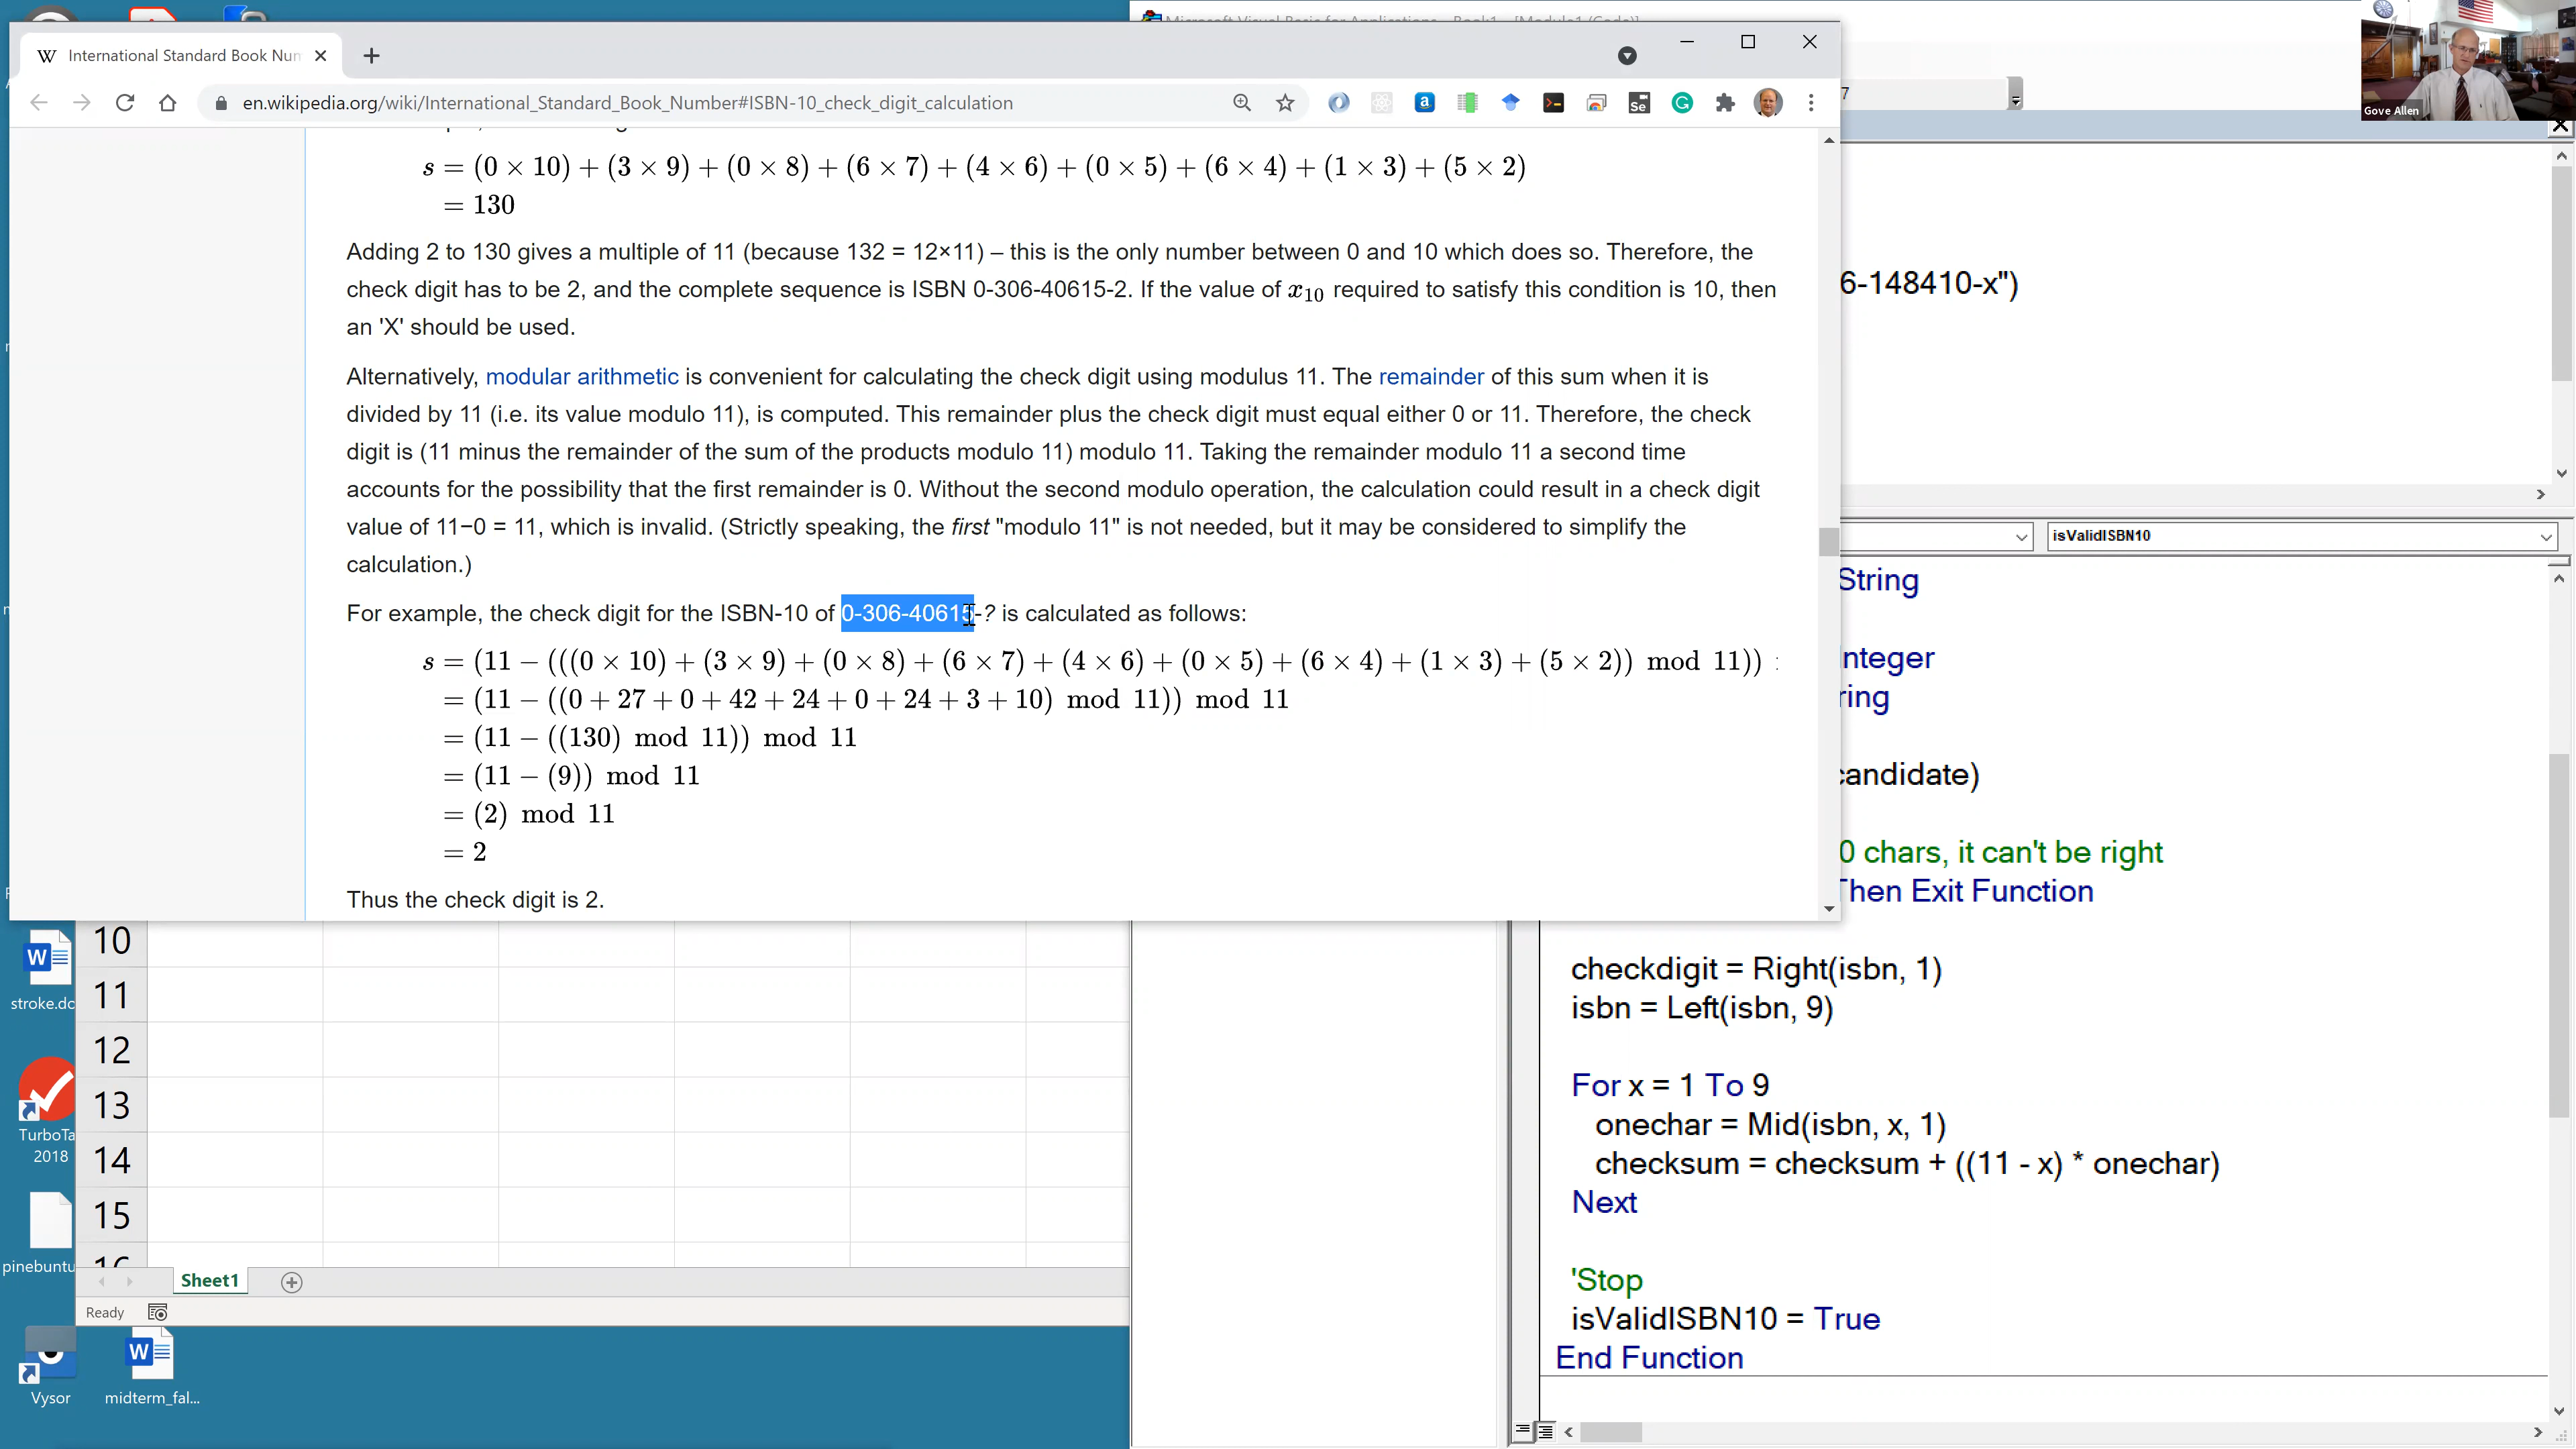 Microsoft Visual Basic for Applications - Book1 - [Module1 (Code)]
International Standard Book Num
en.wikipedia.org/wiki/International_Standard_Book_Number#ISBN-10_check_digit_calculation
Gove Allen
s = (0 × 10) + (3 × 9) + (0 × 8) + (6 × 7) + (4 × 6) + (0 × 5) + (6 × 4) + (1 × 3) + (5 × 2)
= 130
Adding 2 to 130 gives a multiple of 11 (because 132 = 12×11) – this is the only number between 0 and 10 which does so. Therefore, the
check digit has to be 2, and the complete sequence is ISBN 0-306-40615-2. If the value of x₁₀ required to satisfy this condition is 10, then
an 'X' should be used.
Alternatively, modular arithmetic is convenient for calculating the check digit using modulus 11. The remainder of this sum when it is
divided by 11 (i.e. its value modulo 11), is computed. This remainder plus the check digit must equal either 0 or 11. Therefore, the check
digit is (11 minus the remainder of the sum of the products modulo 11) modulo 11. Taking the remainder modulo 11 a second time
accounts for the possibility that the first remainder is 0. Without the second modulo operation, the calculation could result in a check digit
value of 11−0 = 11, which is invalid. (Strictly speaking, the first "modulo 11" is not needed, but it may be considered to simplify the
calculation.)
For example, the check digit for the ISBN-10 of 0-306-40615-? is calculated as follows:
s = (11 − (((0 × 10) + (3 × 9) + (0 × 8) + (6 × 7) + (4 × 6) + (0 × 5) + (6 × 4) + (1 × 3) + (5 × 2)) mod 11))
= (11 − ((0 + 27 + 0 + 42 + 24 + 0 + 24 + 3 + 10) mod 11)) mod 11
= (11 − ((130) mod 11)) mod 11
= (11 − (9)) mod 11
= (2) mod 11
= 2
Thus the check digit is 2.
7
6-148410-x")
isValidISBN10
String
nteger
ring
candidate)
0 chars, it can't be right
Then Exit Function
checkdigit = Right(isbn, 1)
isbn = Left(isbn, 9)
For x = 1 To 9
onechar = Mid(isbn, x, 1)
checksum = checksum + ((11 - x) * onechar)
Next
'Stop
isValidISBN10 = True
End Function
10
11
12
13
14
15
16
Sheet1
Ready
stroke.dc
TurboTa
2018
pinebuntu
Vysor
midterm_fal...